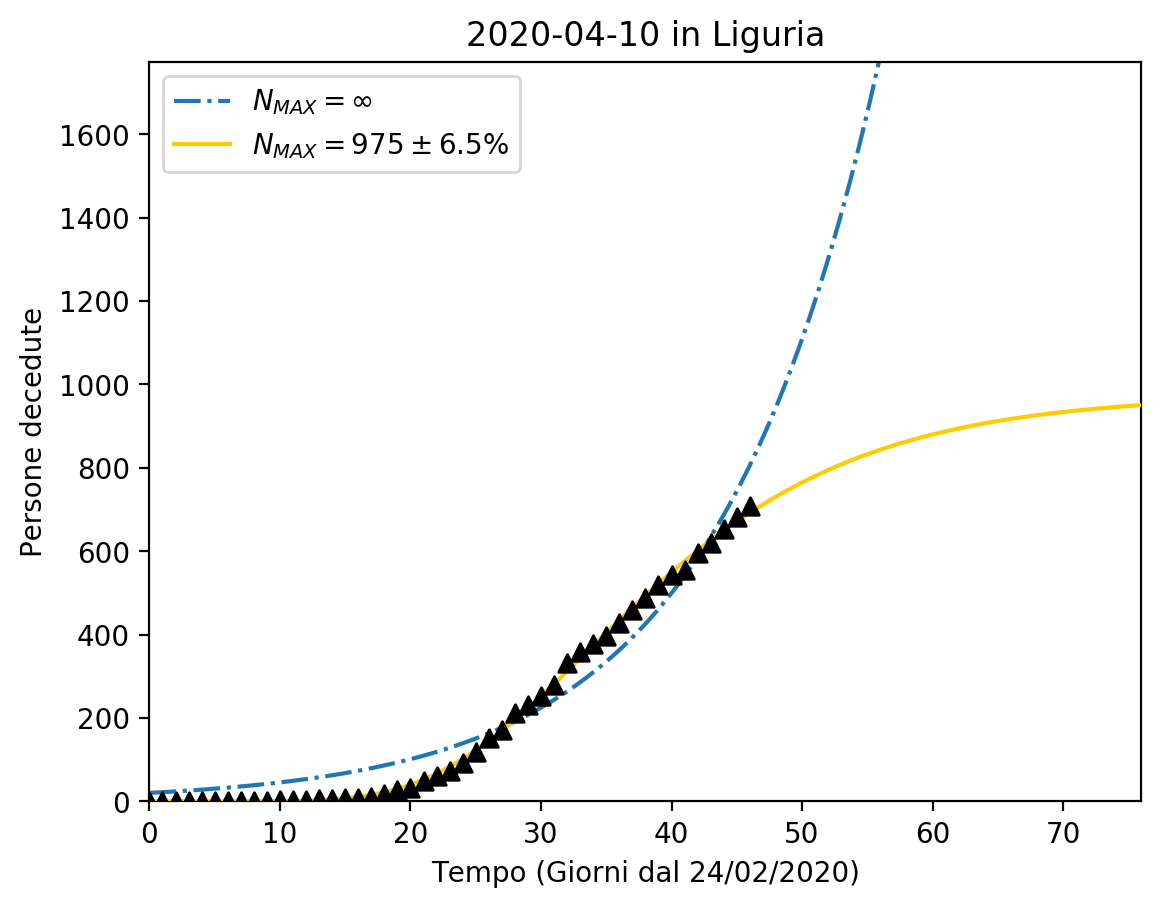 2020-04-10 in Liguria
N_MAX = ∞
N_MAX = 975 ± 6.5%
1600
1400
1200
1000
800
600
400
200
0
Persone decedute
0 10 20 30 40 50 60 70
Tempo (Giorni dal 24/02/2020)